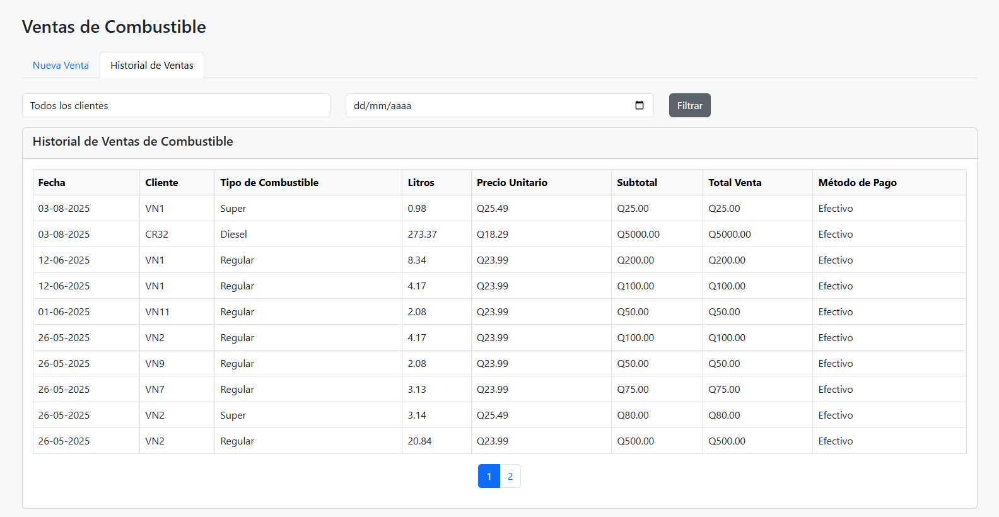 Ventas de Combustible
Nueva Venta Historial de Ventas
Todos los clientes dd/mm/aaaa Filtrar
Historial de Ventas de Combustible
Fecha Cliente Tipo de Combustible Litros Precio Unitario Subtotal Total Venta Método de Pago
03-08-2025 VN1 Super 0.98 Q25.49 Q25.00 Q25.00 Efectivo
03-08-2025 CR32 Diesel 273.37 Q18.29 Q5000.00 Q5000.00 Efectivo
12-06-2025 VN1 Regular 8.34 Q23.99 Q200.00 Q200.00 Efectivo
12-06-2025 VN1 Regular 4.17 Q23.99 Q100.00 Q100.00 Efectivo
01-06-2025 VN11 Regular 2.08 Q23.99 Q50.00 Q50.00 Efectivo
26-05-2025 VN2 Regular 4.17 Q23.99 Q100.00 Q100.00 Efectivo
26-05-2025 VN9 Regular 2.08 Q23.99 Q50.00 Q50.00 Efectivo
26-05-2025 VN7 Regular 3.13 Q23.99 Q75.00 Q75.00 Efectivo
26-05-2025 VN2 Super 3.14 Q25.49 Q80.00 Q80.00 Efectivo
26-05-2025 VN2 Regular 20.84 Q23.99 Q500.00 Q500.00 Efectivo
1 2